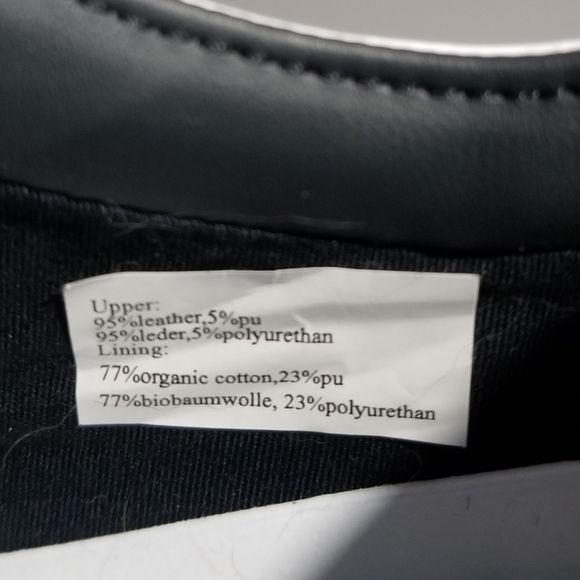 Upper:
95%leather,5%pu
95%leder,5%polyurethan
Lining:
77%organic cotton,23%pu
77%biobaumwolle, 23%polyurethan